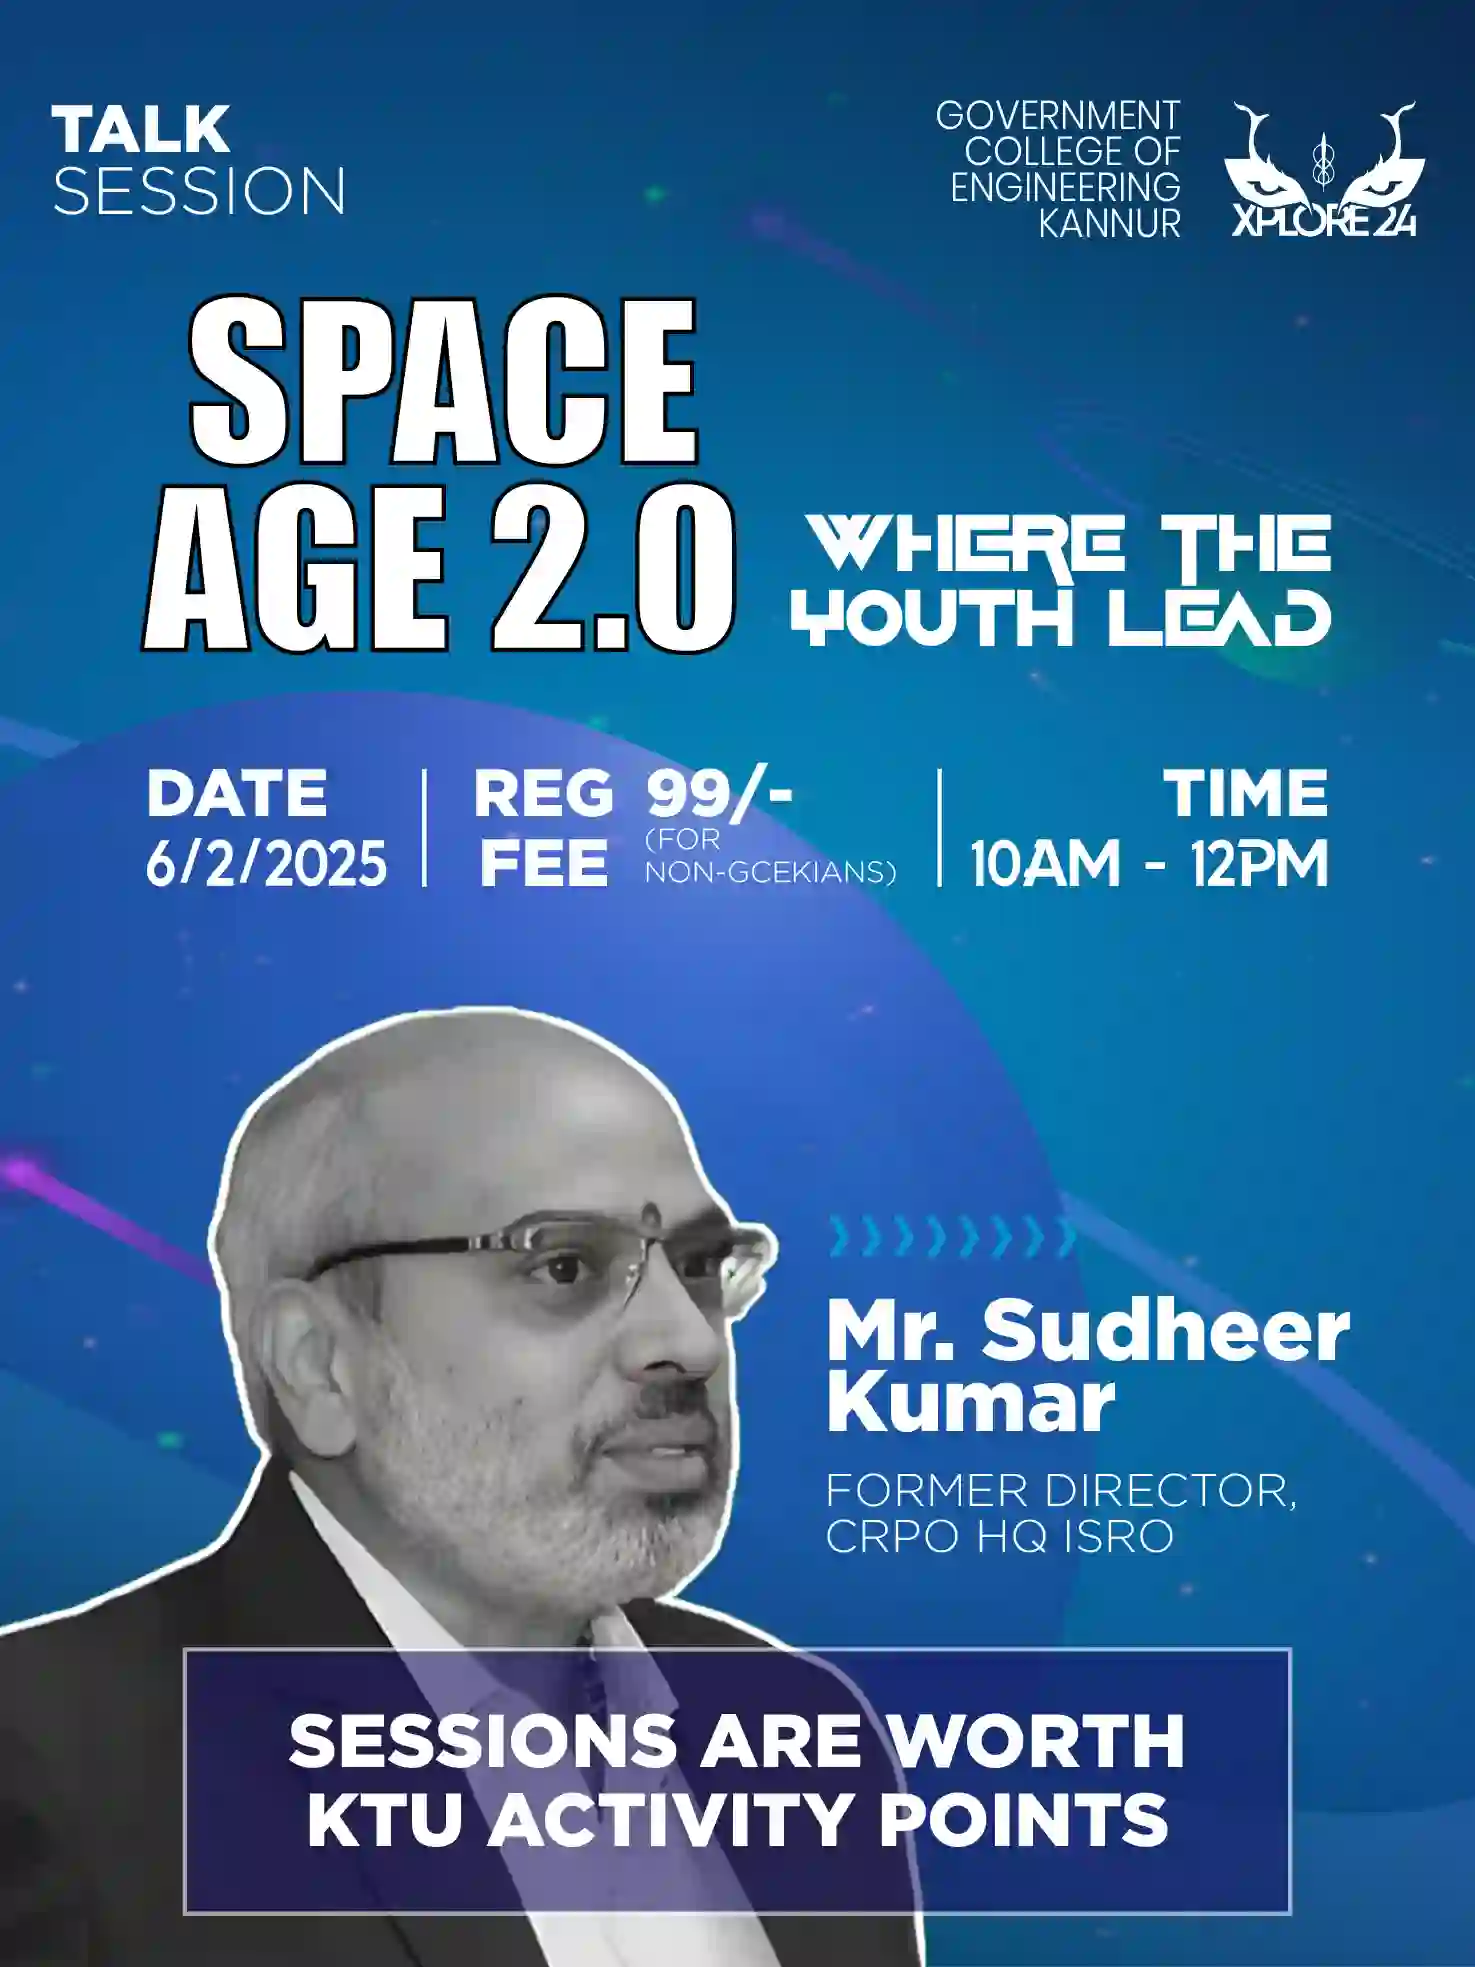 TALK
SESSION
GOVERNMENT
COLLEGE OF
ENGINEERING
KANNUR
XPLORE 24
SPACE
AGE 2.0
WHERE THE
YOUTH LEAD
DATE
6/2/2025
REG
FEE
99/-
(FOR
NON-GCEKIANS)
TIME
10AM - 12PM
Mr. Sudheer
Kumar
FORMER DIRECTOR,
CRPO HQ ISRO
SESSIONS ARE WORTH
KTU ACTIVITY POINTS